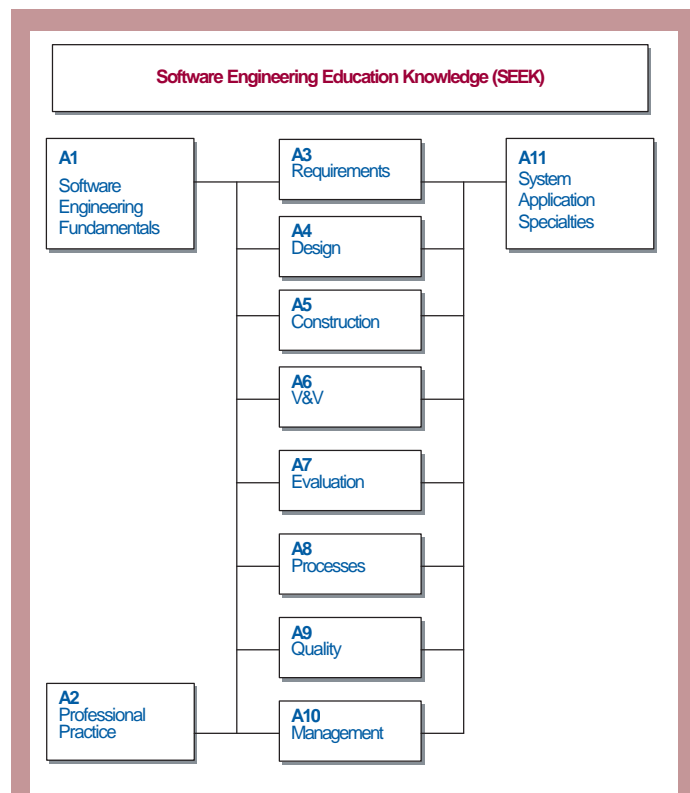 Software Engineering Education Knowledge (SEEK)
A1
Software
Engineering
Fundamentals
A2
Professional
Practice
A3
Requirements
A4
Design
A5
Construction
A6
V&V
A7
Evaluation
A8
Processes
A9
Quality
A10
Management
A11
System
Application
Specialties